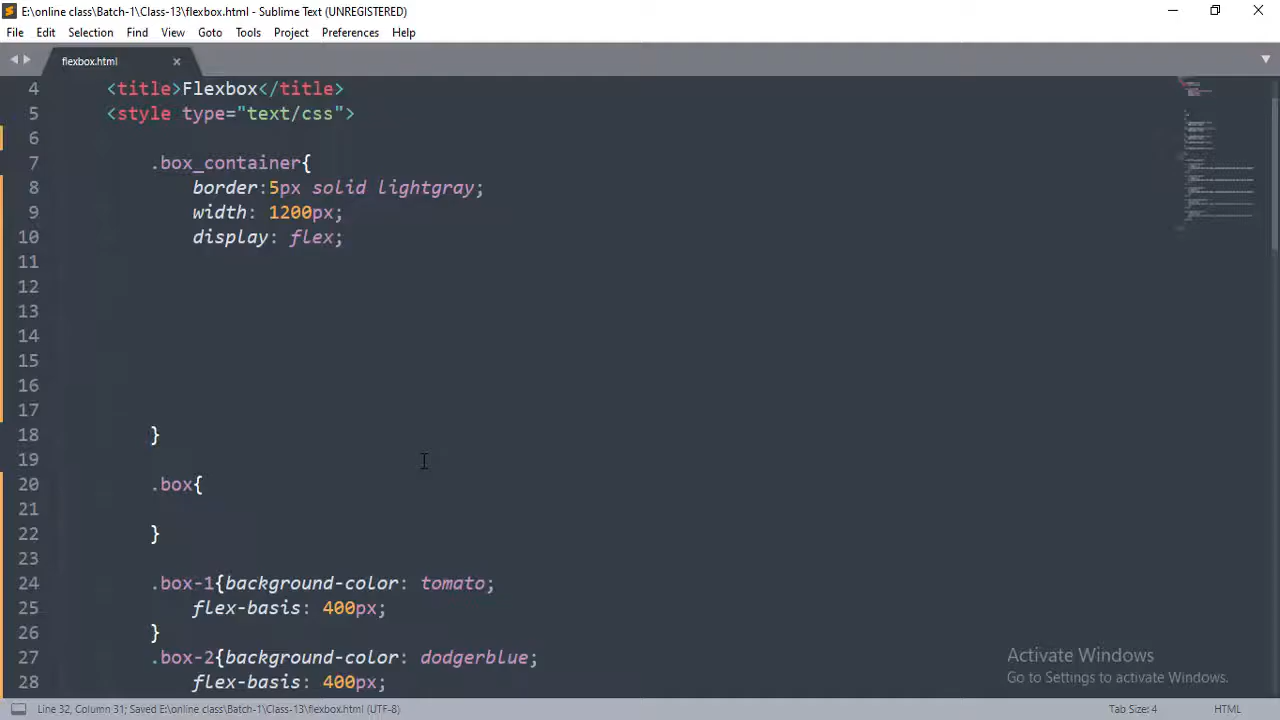 E:\online class\Batch-1\Class-13\flexbox.html - Sublime Text (UNREGISTERED)
File Edit Selection Find View Goto Tools Project Preferences Help
flexbox.html
4 <title>Flexbox</title>
5 <style type="text/css">
6
7 .box_container{
8 border:5px solid lightgray;
9 width: 1200px;
10 display: flex;
11
12
13
14
15
16
17
18 }
19
20 .box{
21
22 }
23
24 .box-1{background-color: tomato;
25 flex-basis: 400px;
26 }
27 .box-2{background-color: dodgerblue;
28 flex-basis: 400px;
Activate Windows
Go to Settings to activate Windows.
Line 32, Column 31; Saved E:\online class\Batch-1\Class-13\flexbox.html (UTF-8) Tab Size: 4 HTML